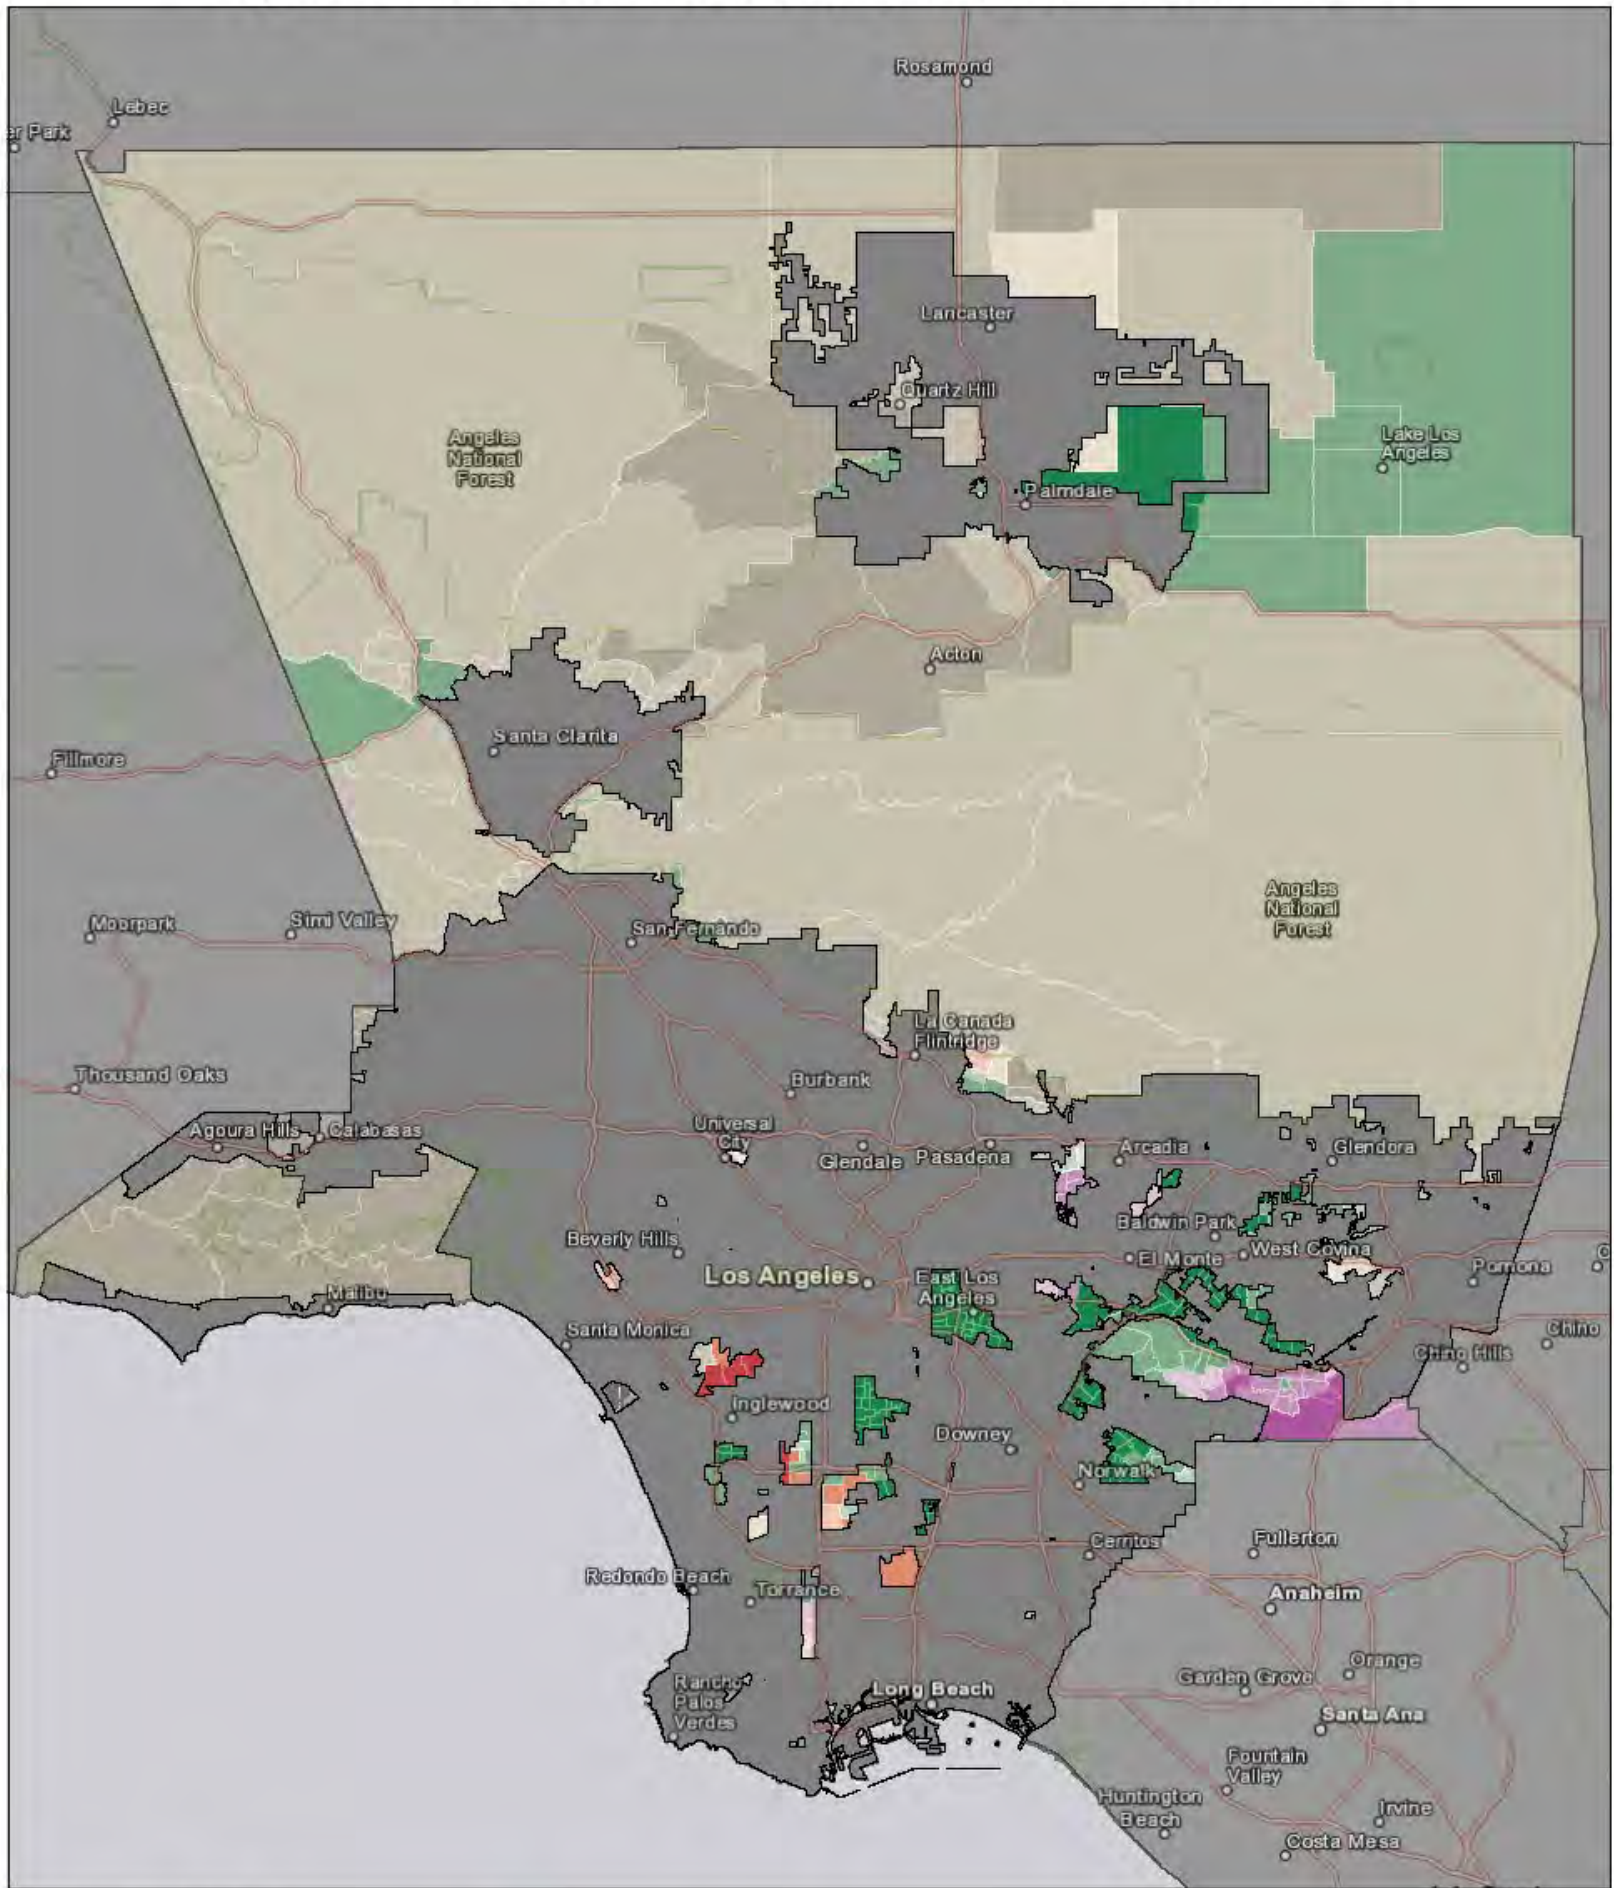 Rosamond
Lebec
er Park
Lancaster
Quartz Hill
Angeles
National
Forest
Lake Los
Angeles
Palmdale
Acton
Santa Clarita
Fillmore
Angeles
National
Forest
Moorpark
Simi Valley
San Fernando
La Canada
Flintridge
Thousand Oaks
Burbank
Agoura Hills
Calabasas
Universal
City
Glendale
Pasadena
Arcadia
Glendora
Baldwin Park
Beverly Hills
El Monte
West Covina
Pomona
C
Los Angeles
East Los
Angeles
Malibu
Santa Monica
Chino
Chino Hills
Inglewood
Downey
Norwalk
Cerritos
Fullerton
Redondo Beach
Torrance
Anaheim
Rancho
Palos
Verdes
Long Beach
Garden Grove
Orange
Santa Ana
Fountain
Valley
Huntington
Beach
Irvine
Costa Mesa